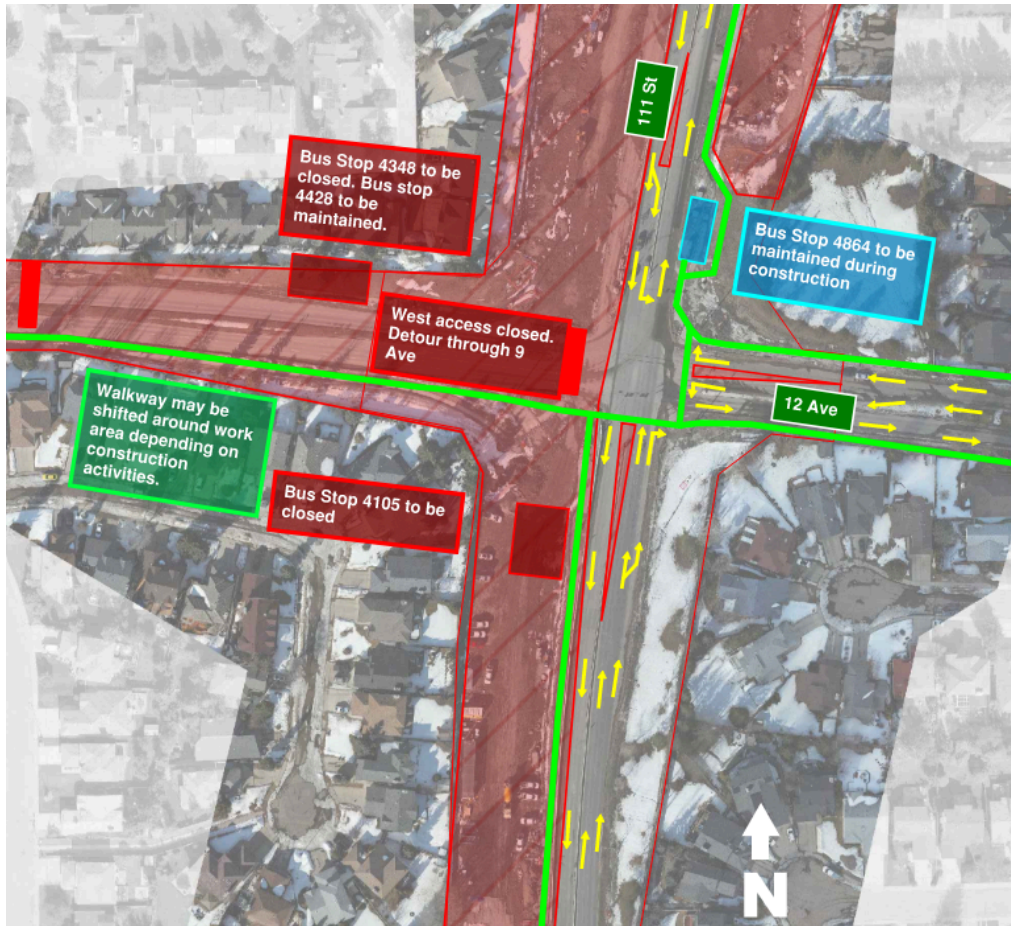 111 St
Bus Stop 4348 to be
closed. Bus stop
4428 to be
maintained.
Bus Stop 4864 to be
maintained during
construction
West access closed.
Detour through 9
Ave
Walkway may be
shifted around work
area depending on
construction
activities.
12 Ave
Bus Stop 4105 to be
closed
N